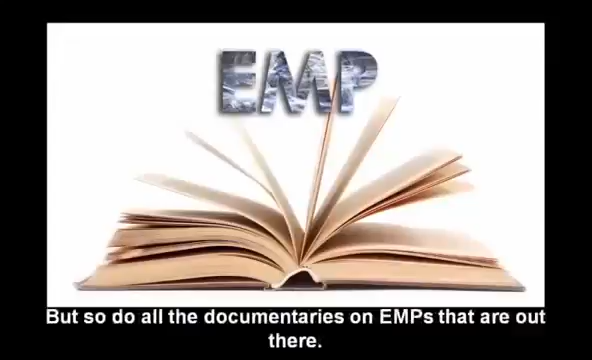 EMP
But so do all the documentaries on EMPs that are out
there.